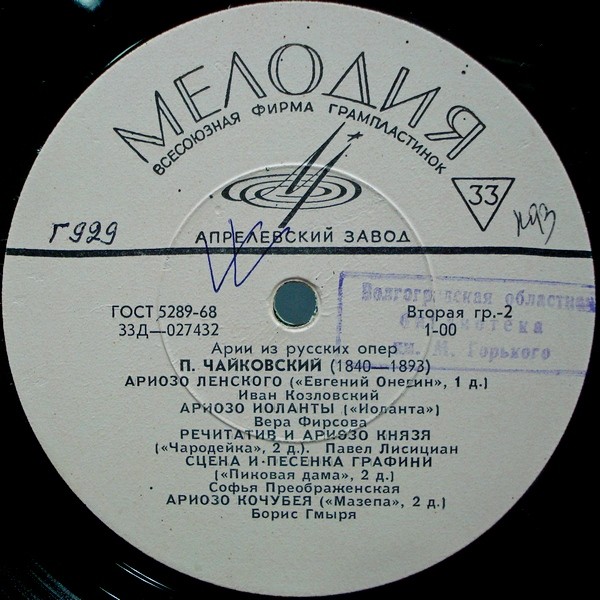 МЕЛОДИЯ
ВСЕСОЮЗНАЯ ФИРМА ГРАМПЛАСТИНОК
33
Г929
АПРЕЛЕВСКИЙ ЗАВОД
ГОСТ 5289-68
33Д—027432
Вторая гр.-2
1-00
Волгоградская областная
библиотека
им. М. Горького
Арии из русских опер
П. ЧАЙКОВСКИЙ (1840—1893)
АРИОЗО ЛЕНСКОГО («Евгений Онегин», 1 д.)
Иван Козловский
АРИОЗО ИОЛАНТЫ («Иоланта»)
Вера Фирсова
РЕЧИТАТИВ И АРИОЗО КНЯЗЯ
(«Чародейка», 2 д.). Павел Лисициан
СЦЕНА И ПЕСЕНКА ГРАФИНИ
(«Пиковая дама», 2 д.)
Софья Преображенская
АРИОЗО КОЧУБЕЯ («Мазепа», 2 д.)
Борис Гмыря